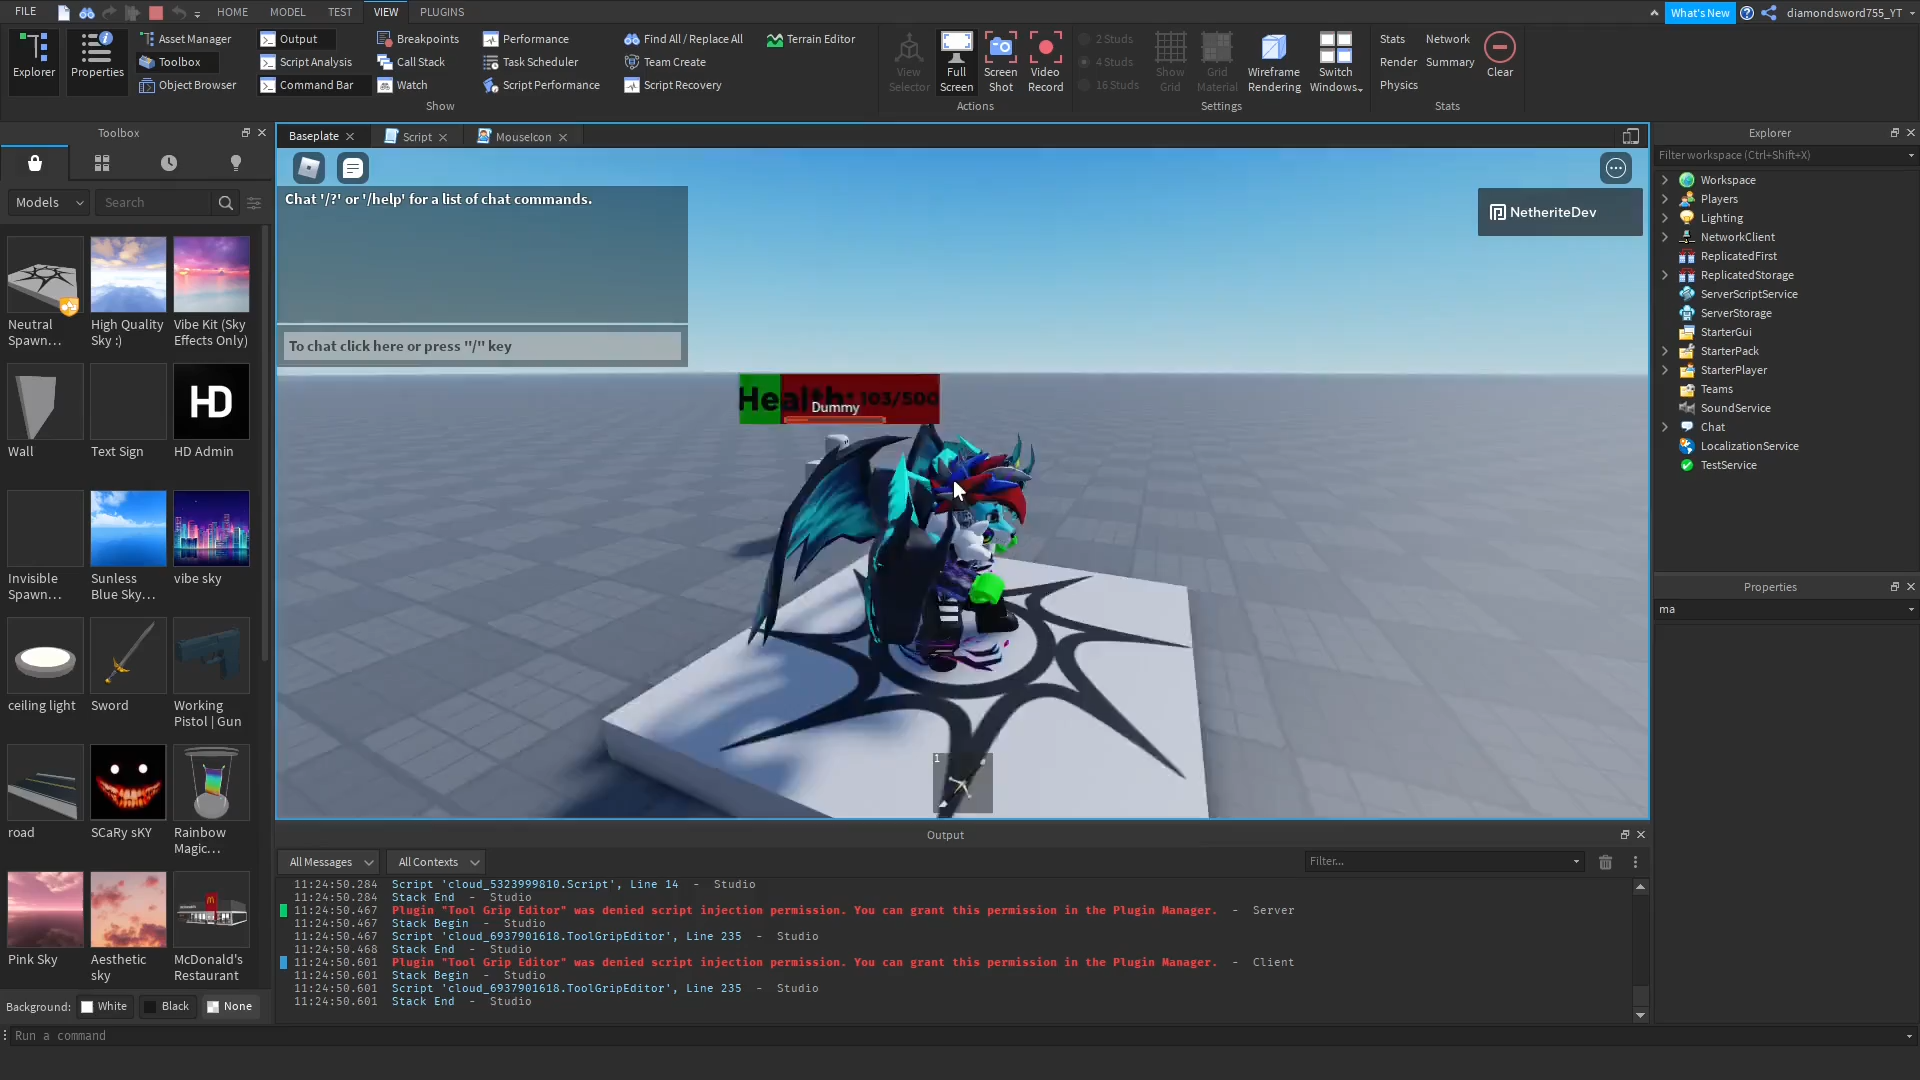 FILE
HOME
MODEL
TEST
VIEW
PLUGINS
What's New
diamondsword755_YT
Explorer
Properties
Asset Manager
Toolbox
Object Browser
Output
Script Analysis
Command Bar
Breakpoints
Call Stack
Watch
Performance
Task Scheduler
Script Performance
Find All / Replace All
Team Create
Script Recovery
Terrain Editor
Show
View
Selector
Full
Screen
Screen
Shot
Video
Record
Actions
2 Studs
4 Studs
16 Studs
Show
Grid
Grid
Material
Wireframe
Rendering
Switch
Windows
Settings
Stats
Render
Physics
Network
Summary
Clear
Stats
Toolbox
Models
Search
Neutral
Spawn...
High Quality
Sky :)
Vibe Kit (Sky
Effects Only)
HD
Wall
Text Sign
HD Admin
Invisible
Spawn...
Sunless
Blue Sky...
vibe sky
ceiling light
Sword
Working
Pistol | Gun
road
SCaRy sKY
Rainbow
Magic...
Pink Sky
Aesthetic
sky
McDonald's
Restaurant
Background:
White
Black
None
Run a command
Baseplate
Script
MouseIcon
Chat '/?' or '/help' for a list of chat commands.
To chat click here or press "/" key
NetheriteDev
Health: 103/500
Dummy
1
Output
All Messages
All Contexts
Filter...
11:24:50.284 Script 'cloud_5323999810.Script', Line 14 - Studio
11:24:50.284 Stack End - Studio
11:24:50.467 Plugin "Tool Grip Editor" was denied script injection permission. You can grant this permission in the Plugin Manager. - Server
11:24:50.467 Stack Begin - Studio
11:24:50.467 Script 'cloud_6937901618.ToolGripEditor', Line 235 - Studio
11:24:50.468 Stack End - Studio
11:24:50.601 Plugin "Tool Grip Editor" was denied script injection permission. You can grant this permission in the Plugin Manager. - Client
11:24:50.601 Stack Begin - Studio
11:24:50.601 Script 'cloud_6937901618.ToolGripEditor', Line 235 - Studio
11:24:50.601 Stack End - Studio
Explorer
Filter workspace (Ctrl+Shift+X)
Workspace
Players
Lighting
NetworkClient
ReplicatedFirst
ReplicatedStorage
ServerScriptService
ServerStorage
StarterGui
StarterPack
StarterPlayer
Teams
SoundService
Chat
LocalizationService
TestService
Properties
ma